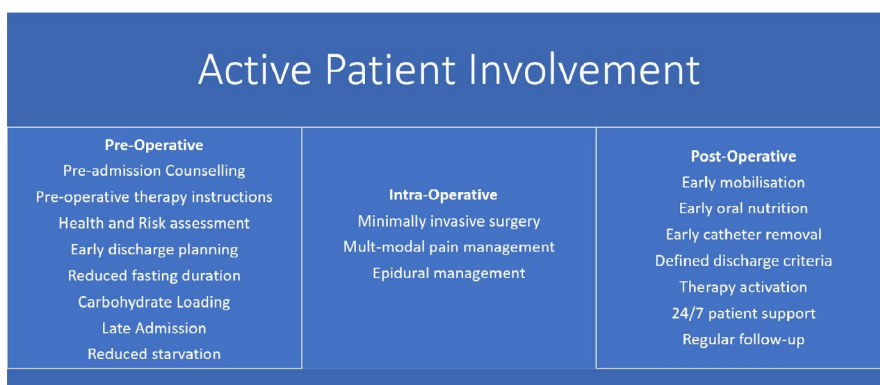 Active Patient Involvement
Pre-Operative
Pre-admission Counselling
Pre-operative therapy instructions
Health and Risk assessment
Early discharge planning
Reduced fasting duration
Carbohydrate Loading
Late Admission
Reduced starvation
Intra-Operative
Minimally invasive surgery
Mult-modal pain management
Epidural management
Post-Operative
Early mobilisation
Early oral nutrition
Early catheter removal
Defined discharge criteria
Therapy activation
24/7 patient support
Regular follow-up